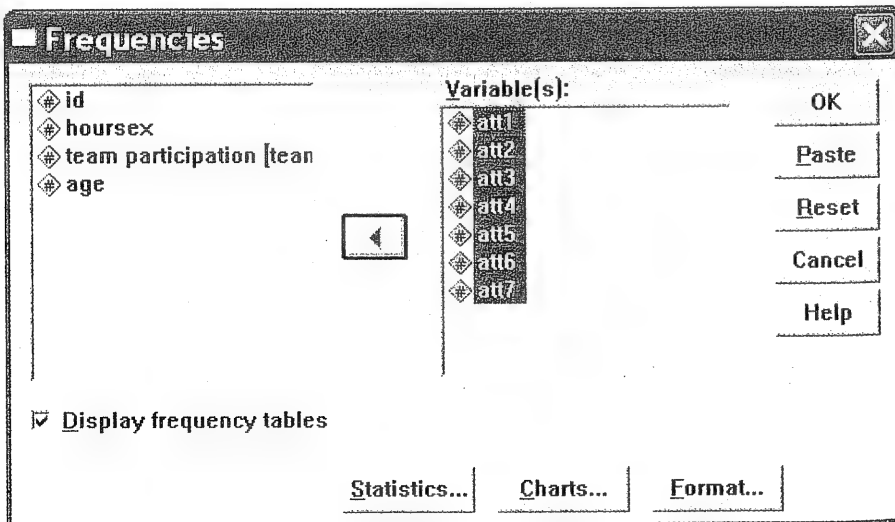 Frequencies
id
hoursex
team participation [tean
age
Variable(s):
att1
att2
att3
att4
att5
att6
att7
OK
Paste
Reset
Cancel
Help
Display frequency tables
Statistics...
Charts...
Format...